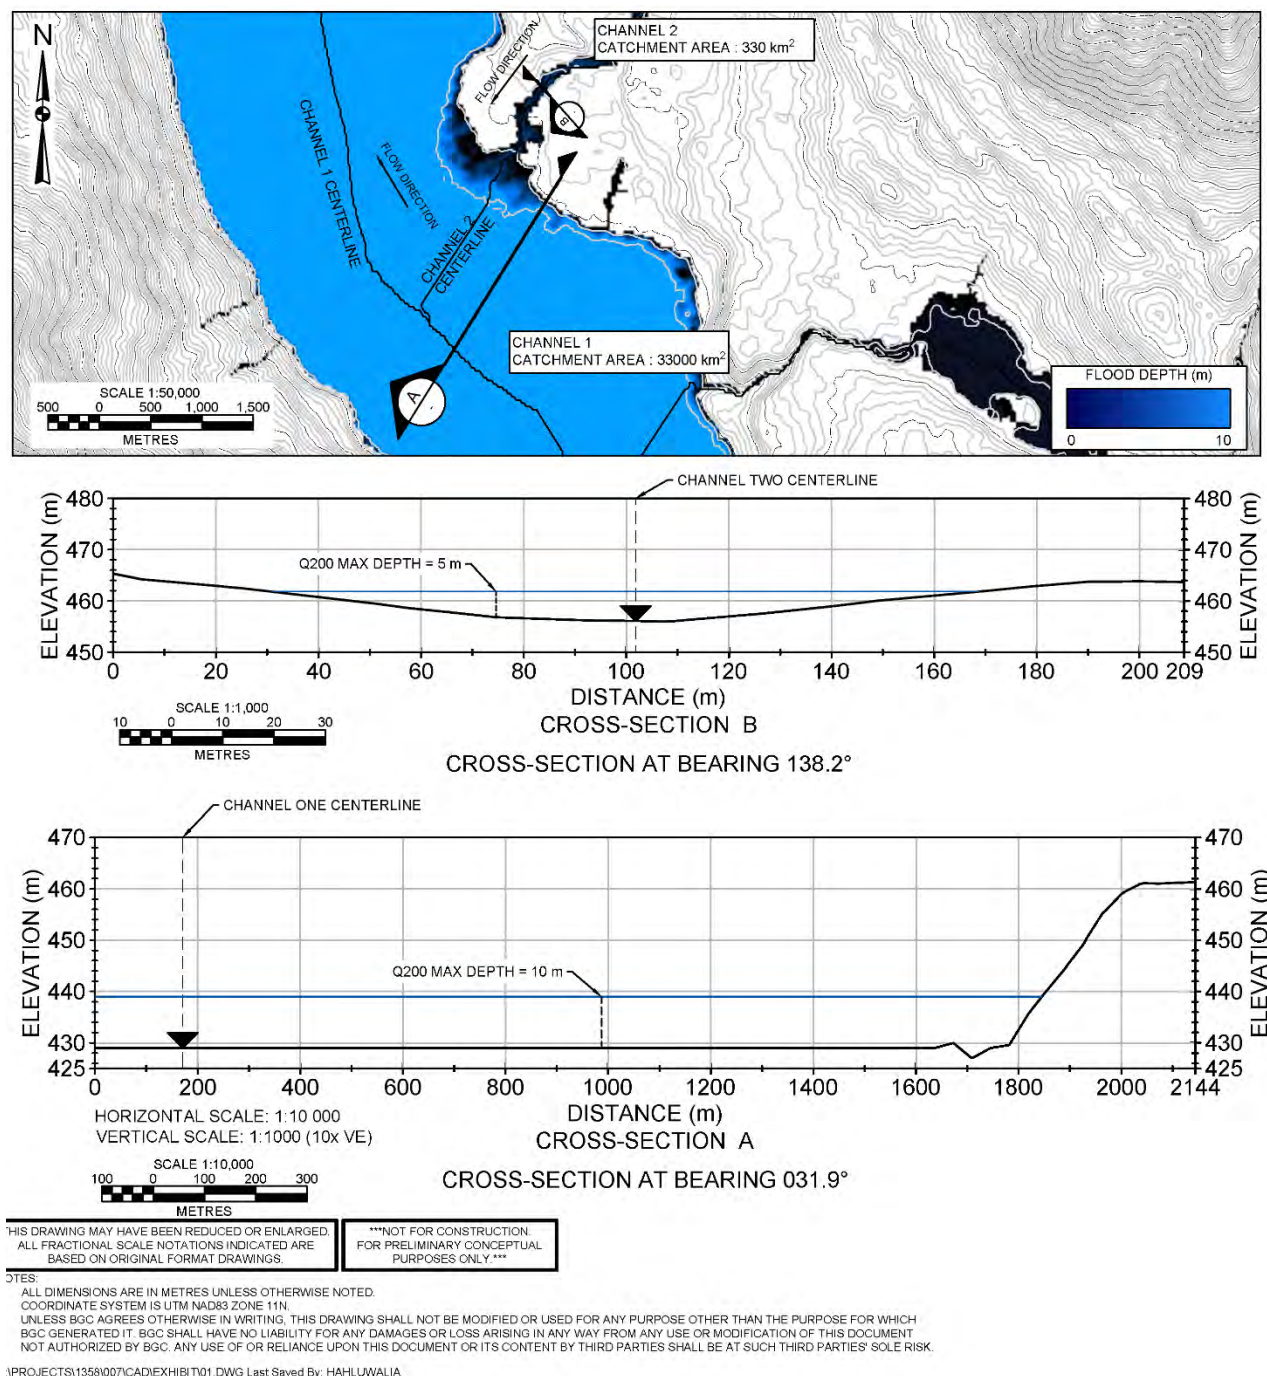 N
CHANNEL 2
CATCHMENT AREA : 330 km²
FLOW DIRECTION
B
CHANNEL 1 CENTERLINE
FLOW DIRECTION
CHANNEL 2
CENTERLINE
CHANNEL 1
CATCHMENT AREA : 33000 km²
A
SCALE 1:50,000
500 0 500 1,000 1,500
METRES
FLOOD DEPTH (m)
0 10
CHANNEL TWO CENTERLINE
ELEVATION (m)
480
470
460
450
Q200 MAX DEPTH = 5 m
480
470
460
450
ELEVATION (m)
0 20 40 60 80 100 120 140 160 180 200 209
DISTANCE (m)
SCALE 1:1,000
10 0 10 20 30
METRES
CROSS-SECTION B
CROSS-SECTION AT BEARING 138.2°
CHANNEL ONE CENTERLINE
ELEVATION (m)
470
460
450
440
430
425
Q200 MAX DEPTH = 10 m
470
460
450
440
430
425
ELEVATION (m)
0 200 400 600 800 1000 1200 1400 1600 1800 2000 2144
DISTANCE (m)
HORIZONTAL SCALE: 1:10 000
VERTICAL SCALE: 1:1000 (10x VE)
CROSS-SECTION A
SCALE 1:10,000
100 0 100 200 300
METRES
CROSS-SECTION AT BEARING 031.9°
THIS DRAWING MAY HAVE BEEN REDUCED OR ENLARGED.
ALL FRACTIONAL SCALE NOTATIONS INDICATED ARE
BASED ON ORIGINAL FORMAT DRAWINGS.
***NOT FOR CONSTRUCTION.
FOR PRELIMINARY CONCEPTUAL
PURPOSES ONLY.***
OTES:
ALL DIMENSIONS ARE IN METRES UNLESS OTHERWISE NOTED.
COORDINATE SYSTEM IS UTM NAD83 ZONE 11N.
UNLESS BGC AGREES OTHERWISE IN WRITING, THIS DRAWING SHALL NOT BE MODIFIED OR USED FOR ANY PURPOSE OTHER THAN THE PURPOSE FOR WHICH
BGC GENERATED IT. BGC SHALL HAVE NO LIABILITY FOR ANY DAMAGES OR LOSS ARISING IN ANY WAY FROM ANY USE OR MODIFICATION OF THIS DOCUMENT
NOT AUTHORIZED BY BGC. ANY USE OF OR RELIANCE UPON THIS DOCUMENT OR ITS CONTENT BY THIRD PARTIES SHALL BE AT SUCH THIRD PARTIES' SOLE RISK.
:\PROJECTS\1358\007\CAD\EXHIBIT\01.DWG Last Saved By: HAHLUWALIA